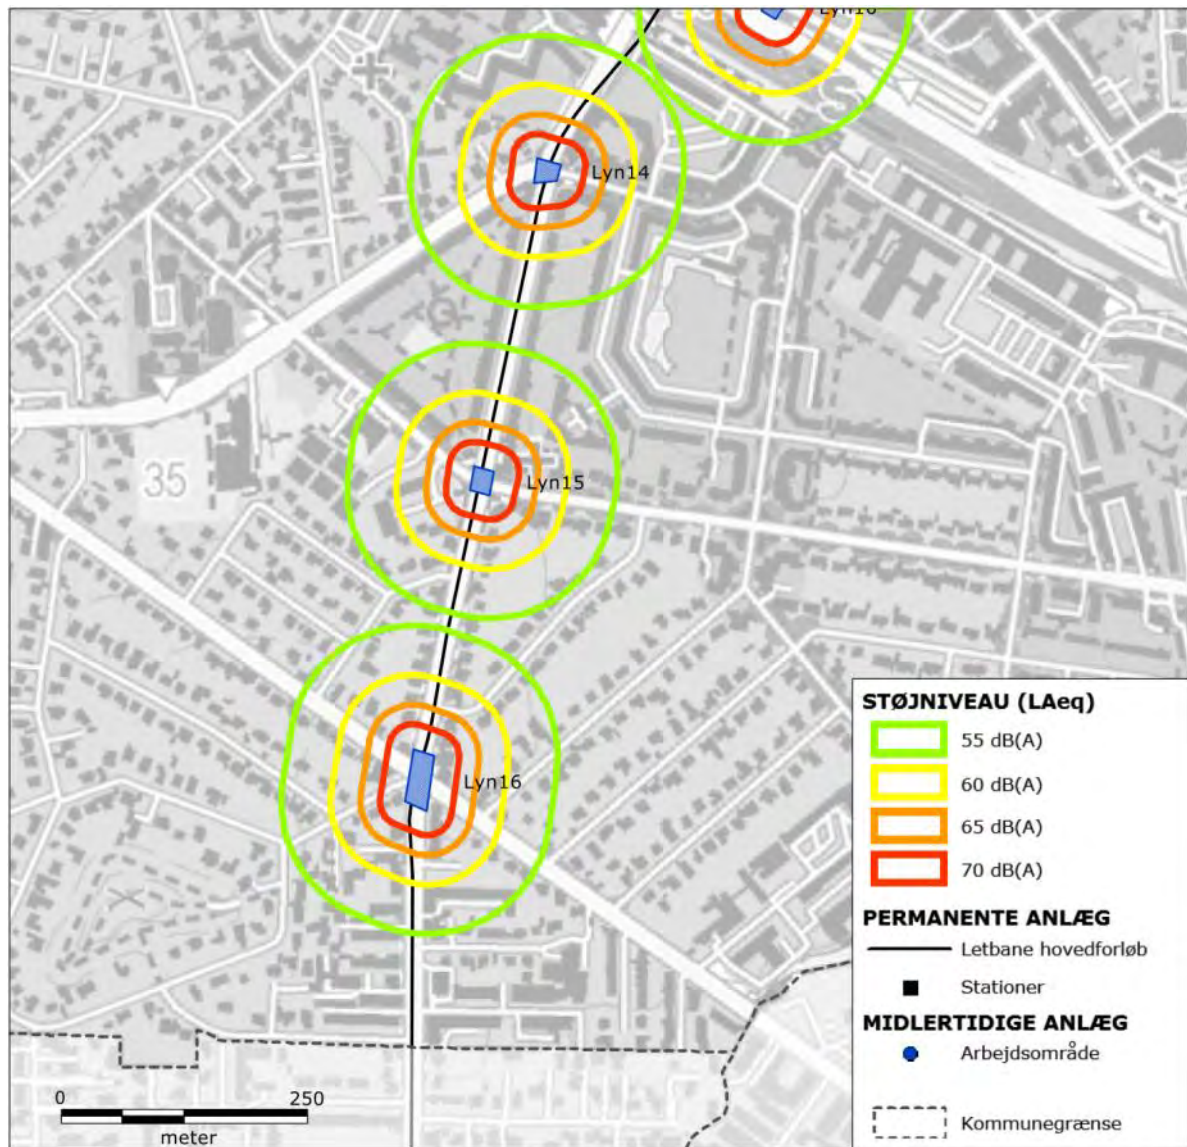 Lyn14
S
Lyn15
35
Lyn16
STØJNIVEAU (LAeq)
55 dB(A)
60 dB(A)
65 dB(A)
70 dB(A)
PERMANENTE ANLÆG
Letbane hovedforløb
Stationer
MIDLERTIDIGE ANLÆG
Arbejdsområde
Kommunegrænse
0 250
meter